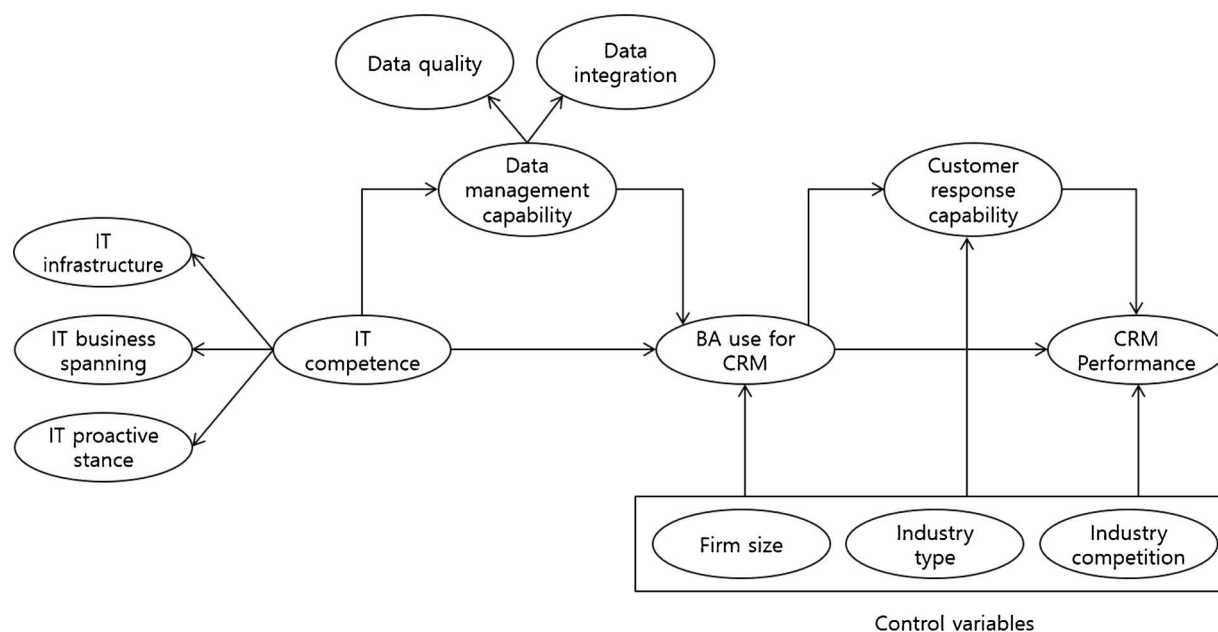 Data quality
Data
integration
Data
management
capability
Customer
response
capability
IT
infrastructure
IT business
spanning
IT
competence
BA use for
CRM
CRM
Performance
IT proactive
stance
Firm size
Industry
type
Industry
competition
Control variables